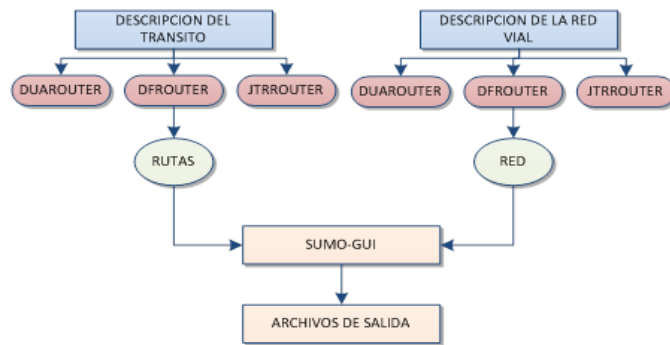 DESCRIPCION DEL
TRANSITO
DESCRIPCION DE LA RED
VIAL
DUAROUTER
DFROUTER
JTRROUTER
DUAROUTER
DFROUTER
JTRROUTER
RUTAS
RED
SUMO-GUI
ARCHIVOS DE SALIDA